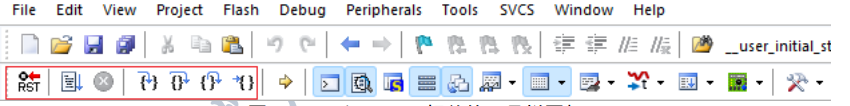 File Edit View Project Flash Debug Peripherals Tools SVCS Window Help
__user_initial_st
RST